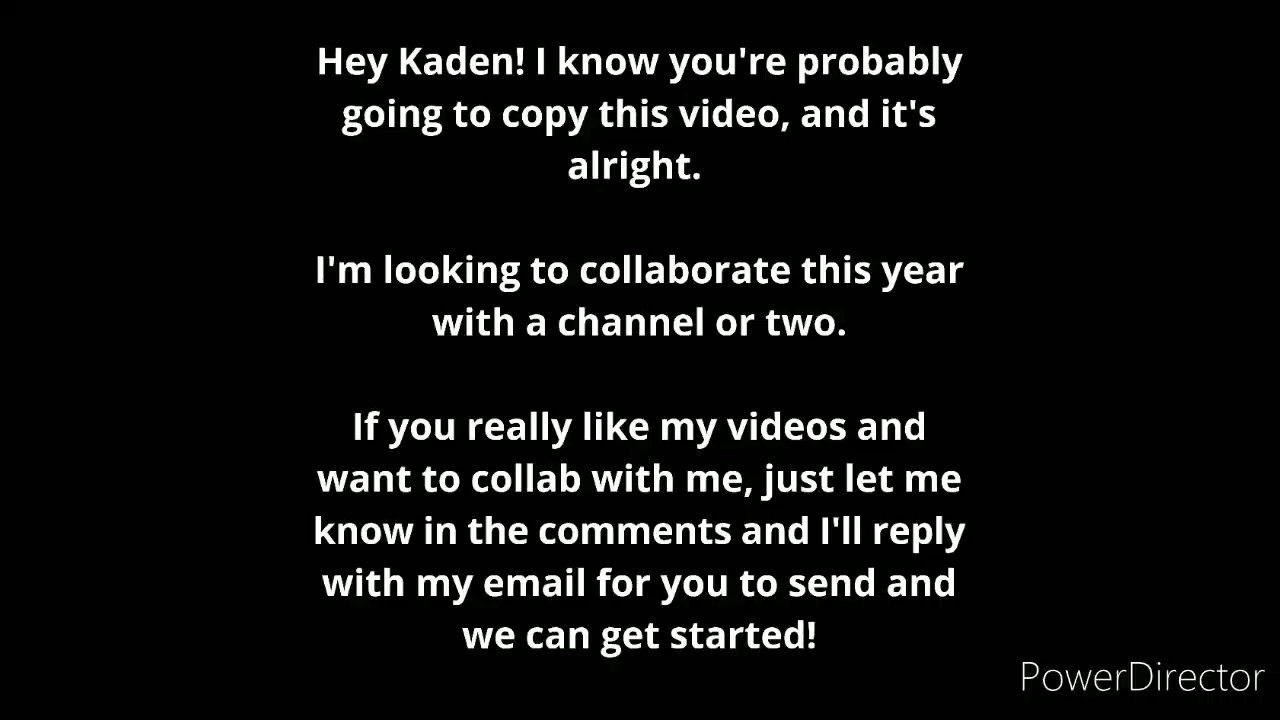 Hey Kaden! I know you're probably
going to copy this video, and it's
alright.
I'm looking to collaborate this year
with a channel or two.
If you really like my videos and
want to collab with me, just let me
know in the comments and I'll reply
with my email for you to send and
we can get started!
PowerDirector